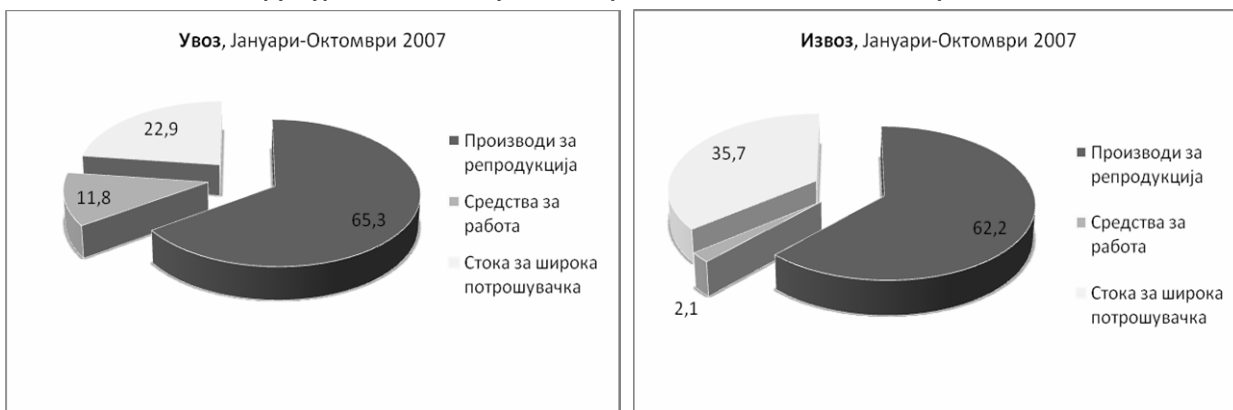 Увоз, Јануари-Октомври 2007
22,9
11,8
65,3
Производи за
репродукција
Средства за
работа
Стока за широка
потрошувачка
Извоз, Јануари-Октомври 2007
35,7
62,2
2,1
Производи за
репродукција
Средства за
работа
Стока за широка
потрошувачка